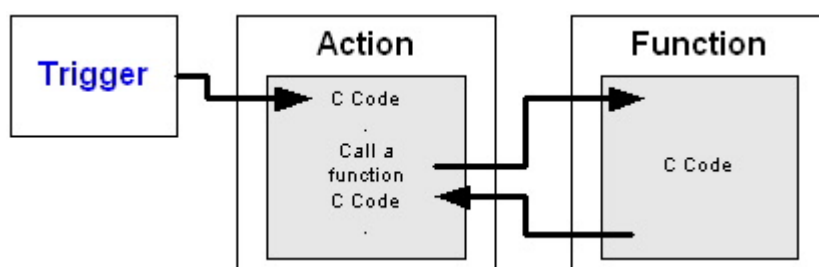 Trigger
Action
C Code
.
Call a
function
C Code
.
Function
C Code